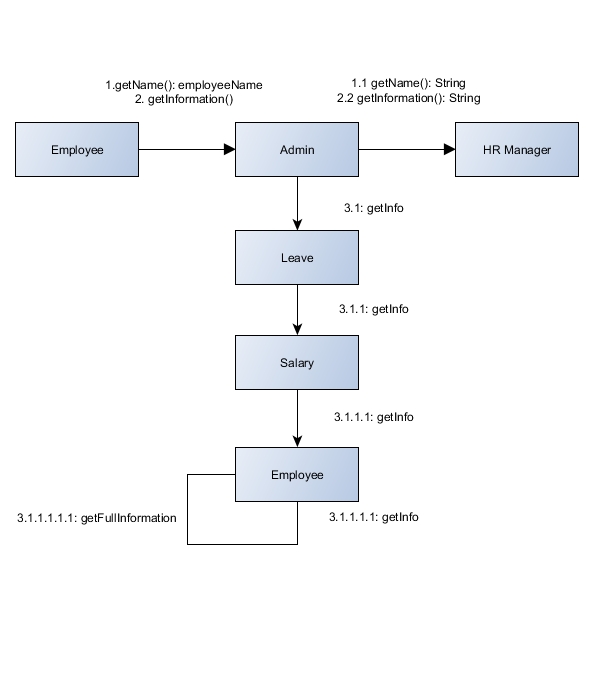 1.getName(): employeeName
2. getInformation()
1.1 getName(): String
2.2 getInformation(): String
Employee
Admin
HR Manager
3.1: getInfo
Leave
3.1.1: getInfo
Salary
3.1.1.1: getInfo
Employee
3.1.1.1.1.1: getFullInformation
3.1.1.1.1: getInfo